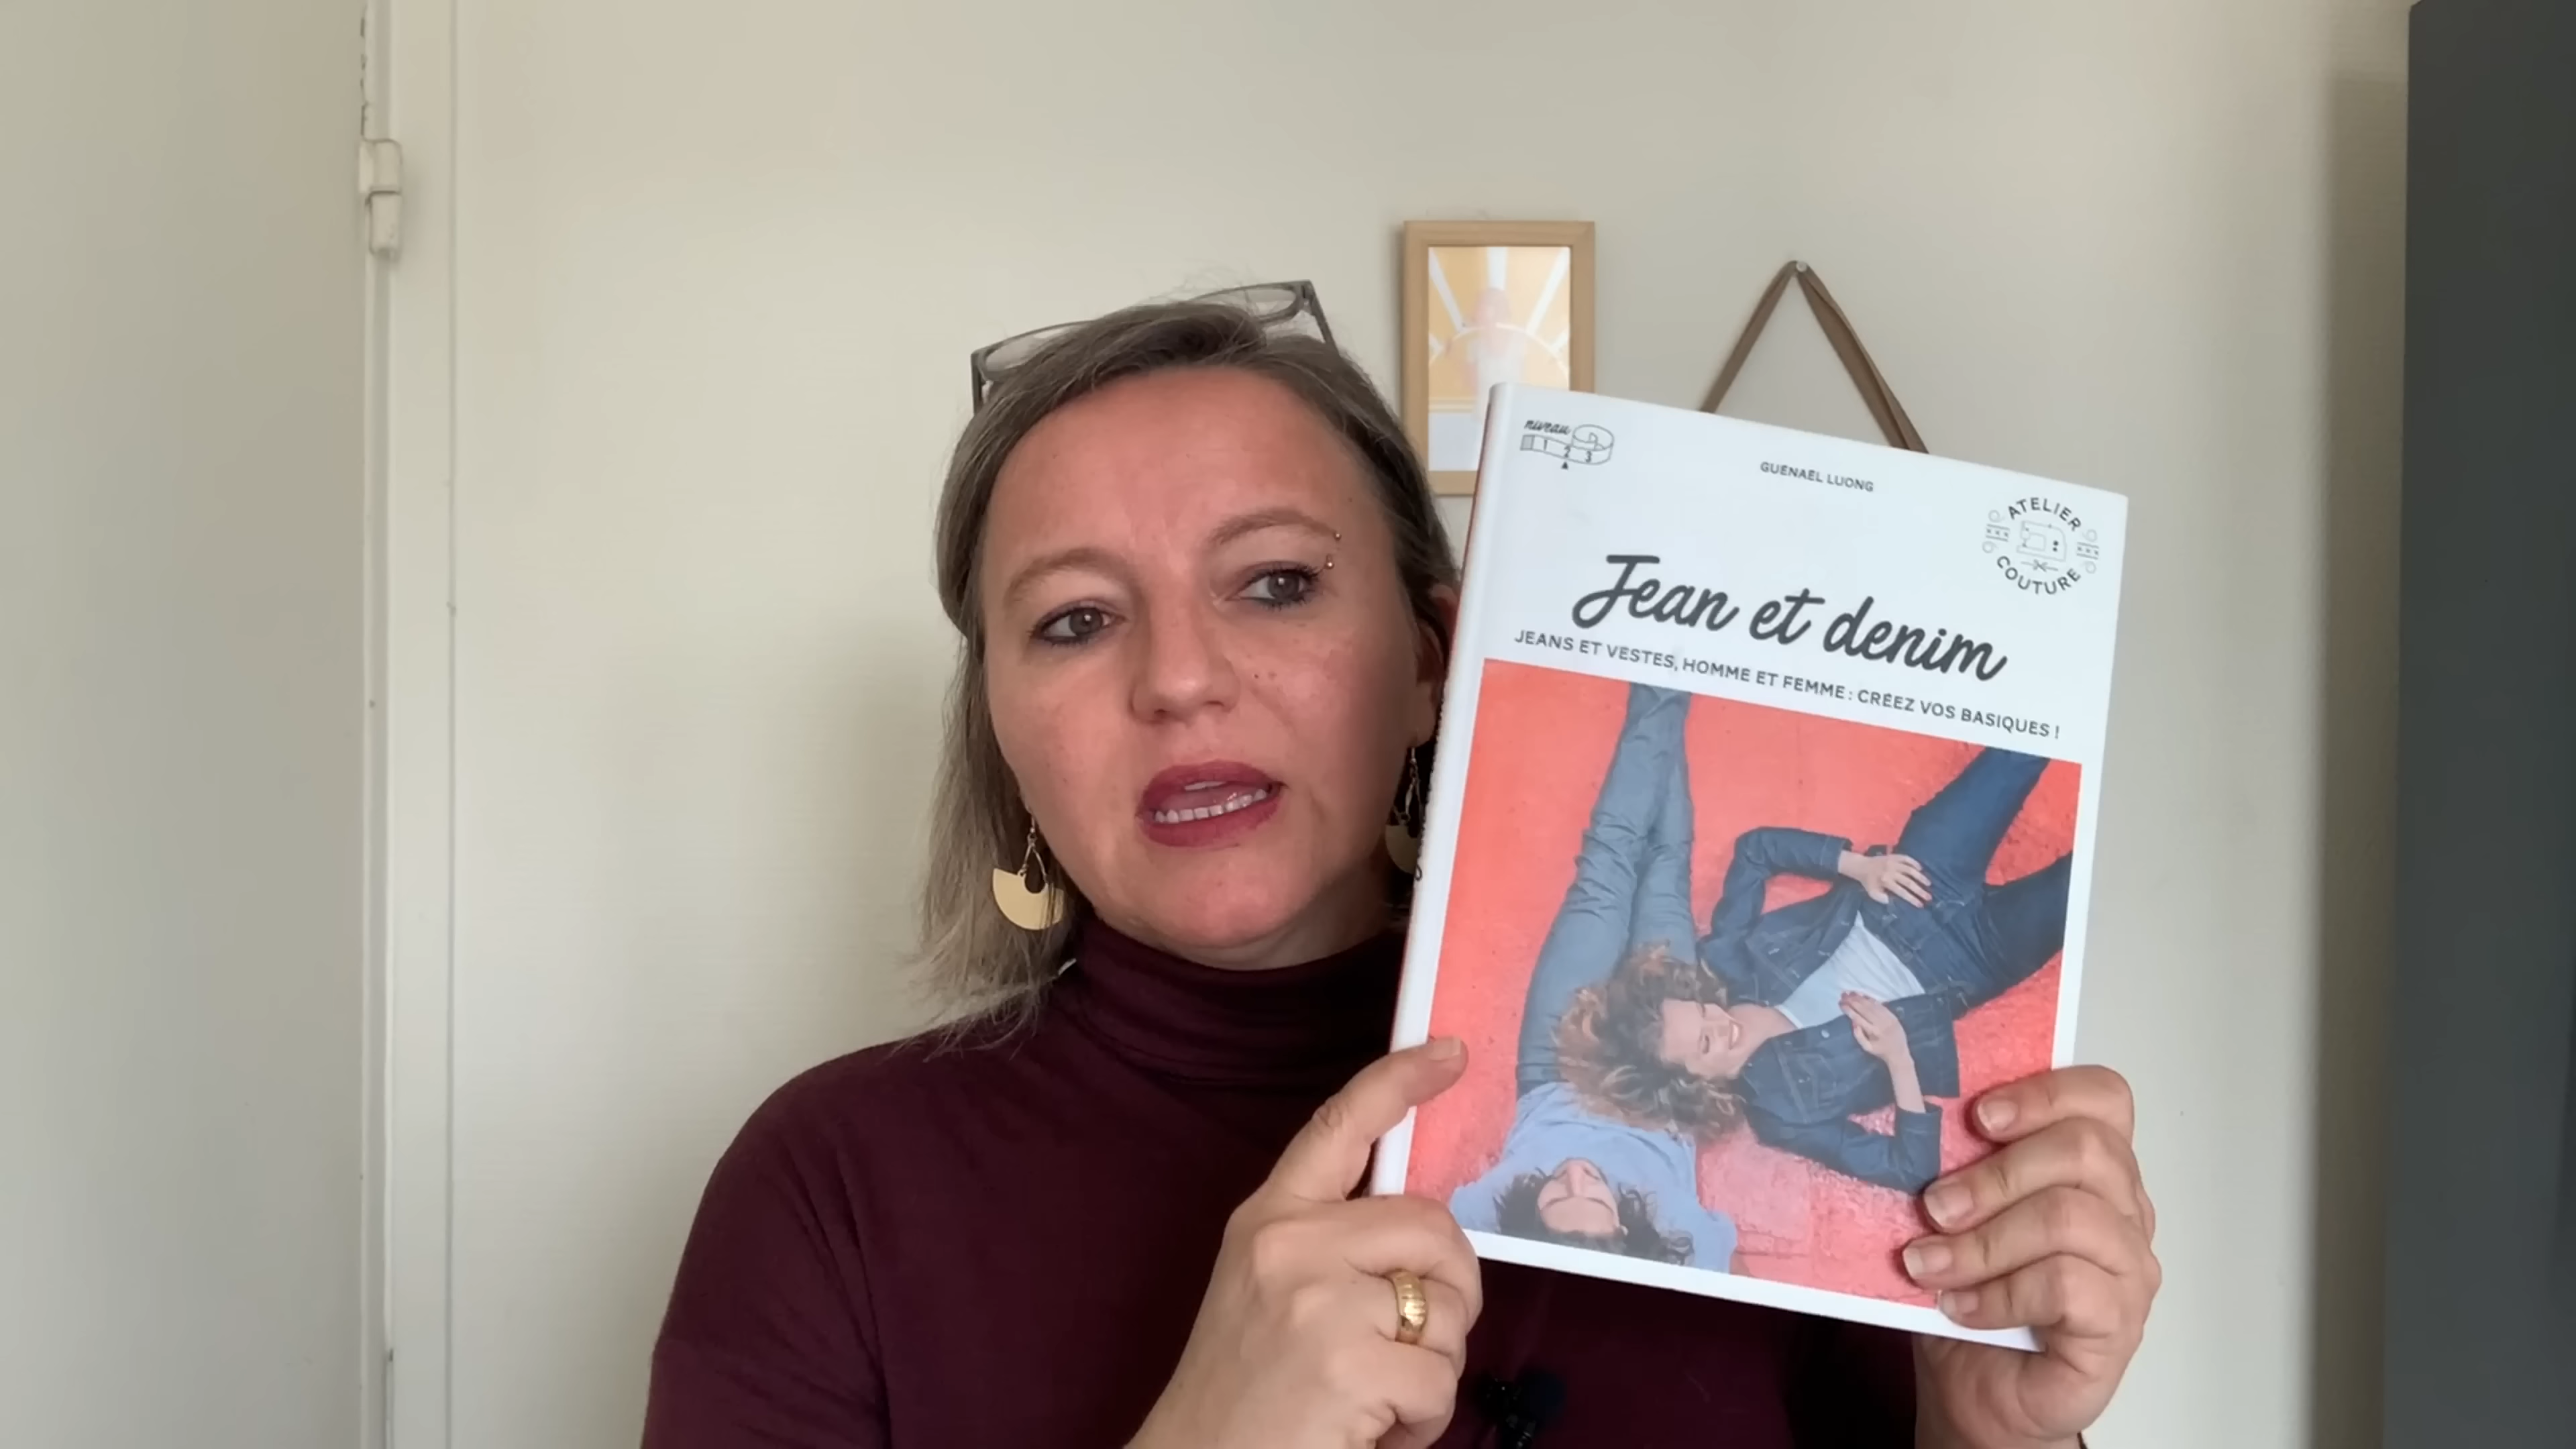 niveau
1 2 3
GUENAËL LUONG
ATELIER
COUTURE
Jean et denim
JEANS ET VESTES, HOMME ET FEMME : CRÉEZ VOS BASIQUES !